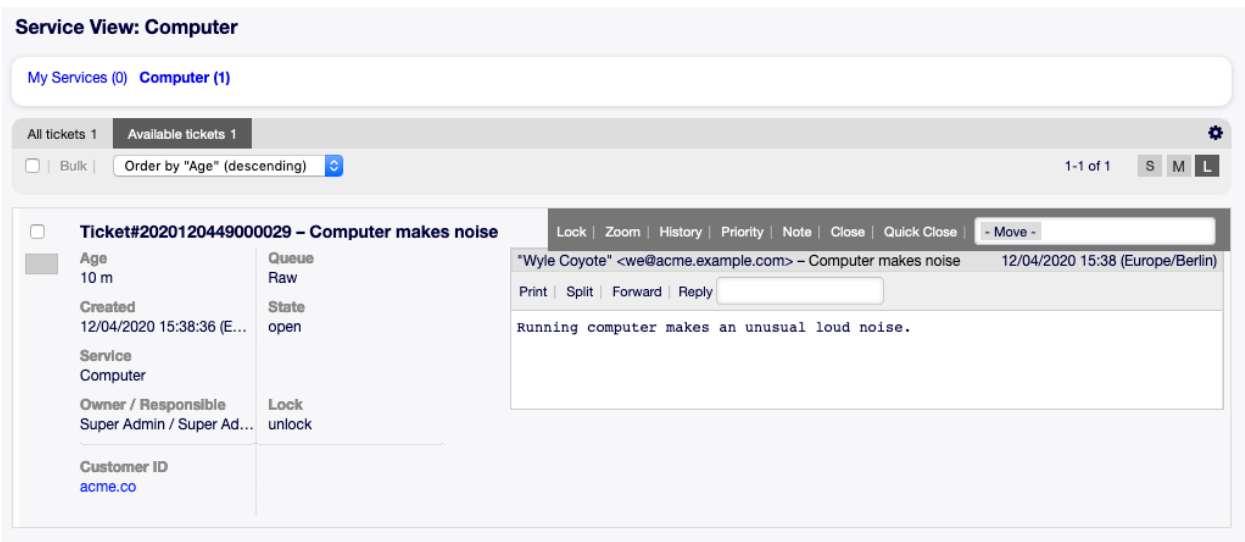 Service View: Computer
My Services (0) Computer (1)
All tickets 1 Available tickets 1
| Bulk | Order by "Age" (descending) 1-1 of 1 S M L
Ticket#2020120449000029 – Computer makes noise
Lock | Zoom | History | Priority | Note | Close | Quick Close | - Move -
Age Queue
10 m Raw
Created State
12/04/2020 15:38:36 (E... open
Service
Computer
Owner / Responsible Lock
Super Admin / Super Ad... unlock
Customer ID
acme.co
"Wyle Coyote" <we@acme.example.com> – Computer makes noise 12/04/2020 15:38 (Europe/Berlin)
Print | Split | Forward | Reply
Running computer makes an unusual loud noise.